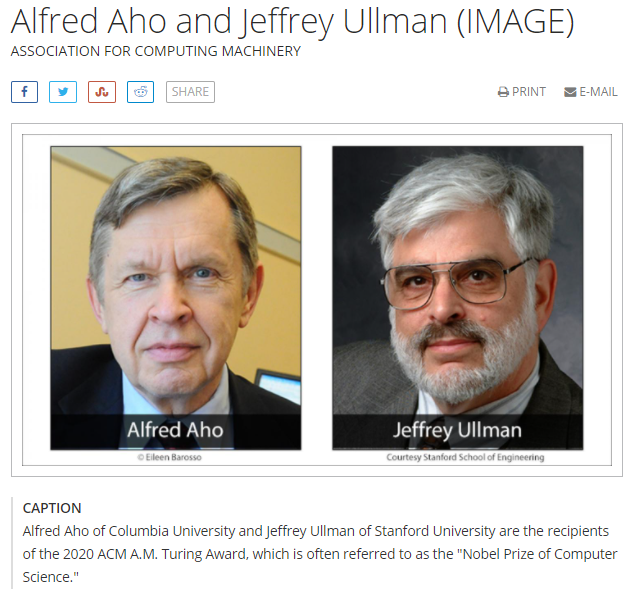 Alfred Aho and Jeffrey Ullman (IMAGE)
ASSOCIATION FOR COMPUTING MACHINERY
SHARE
PRINT
E-MAIL
Alfred Aho
Jeffrey Ullman
© Eileen Barosso
Courtesy Stanford School of Engineering
CAPTION
Alfred Aho of Columbia University and Jeffrey Ullman of Stanford University are the recipients
of the 2020 ACM A.M. Turing Award, which is often referred to as the "Nobel Prize of Computer
Science."